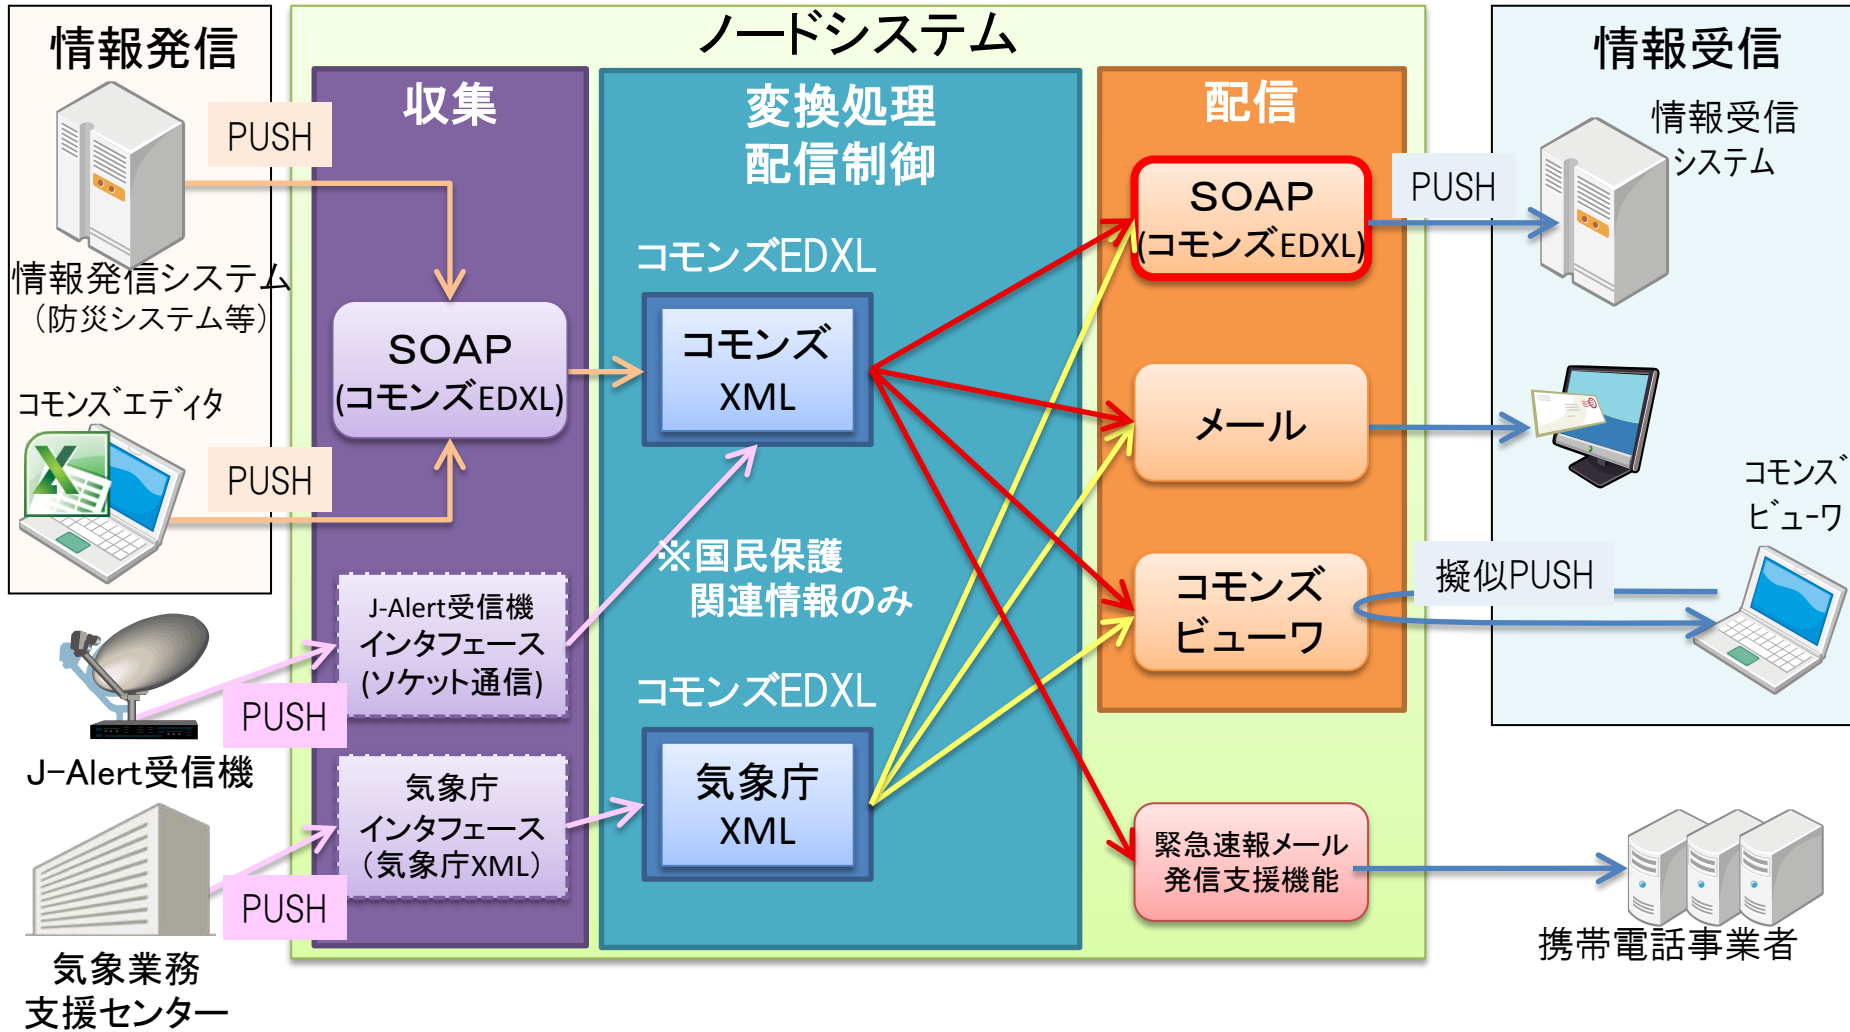 情報発信
PUSH
情報発信システム
（防災システム等）
コモンズエディタ
X
PUSH
J-Alert受信機
PUSH
気象業務
支援センター
PUSH
ノードシステム
収集
SOAP
(コモンズEDXL)
J-Alert受信機
インタフェース
(ソケット通信)
気象庁
インタフェース
（気象庁XML）
変換処理
配信制御
コモンズEDXL
コモンズ
XML
※国民保護
関連情報のみ
コモンズEDXL
気象庁
XML
配信
SOAP
(コモンズEDXL)
メール
コモンズ
ビューワ
緊急速報メール
発信支援機能
情報受信
PUSH
情報受信
システム
コモンズ
ビューワ
擬似PUSH
携帯電話事業者